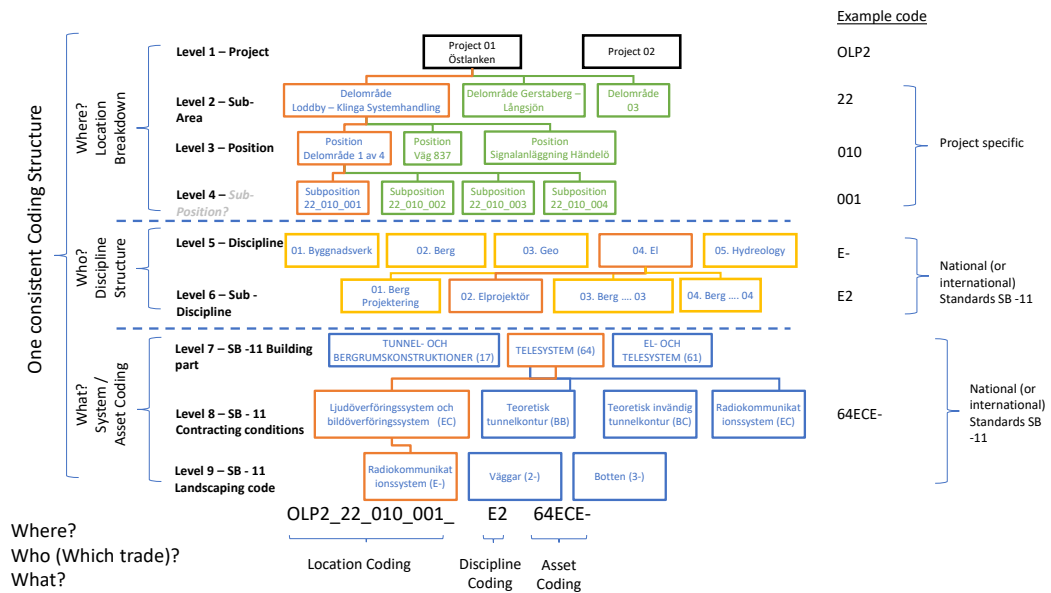 Example code
Level 1 – Project
Project 01
Östlanken
Project 02
OLP2
One consistent Coding Structure
Where?
Location
Breakdown
Level 2 – Sub-
Area
Delområde
Loddby – Klinga Systemhandling
Delområde Gerstaberg –
Långsjön
Delområde
03
22
Level 3 – Position
Position
Delområde 1 av 4
Position
Väg 837
Position
Signalanläggning Händelö
010
Project specific
Level 4 – Sub-
Position?
Subposition
22_010_001
Subposition
22_010_002
Subposition
22_010_003
Subposition
22_010_004
001
Who?
Discipline
Structure
Level 5 – Discipline
01. Byggnadsverk
02. Berg
03. Geo
04. El
05. Hydreology
E-
Level 6 – Sub -
Discipline
01. Berg
Projektering
02. Elprojektör
03. Berg .... 03
04. Berg .... 04
E2
National (or
international)
Standards SB -11
What?
System /
Asset Coding
Level 7 – SB -11 Building
part
TUNNEL- OCH
BERGRUMSKONSTRUKTIONER (17)
TELESYSTEM (64)
EL- OCH
TELESYSTEM (61)
Level 8 – SB - 11
Contracting conditions
Ljudöverföringssystem och
bildöverföringssystem (EC)
Teoretisk
tunnelkontur (BB)
Teoretisk invändig
tunnelkontur (BC)
Radiokommunikat
ionssystem (EC)
64ECE-
National (or
international)
Standards SB
-11
Level 9 – SB - 11
Landscaping code
Radiokommunikat
ionssystem (E-)
Väggar (2-)
Botten (3-)
OLP2_22_010_001_ E2 64ECE-
Where?
Who (Which trade)?
What?
Location Coding
Discipline
Coding
Asset
Coding